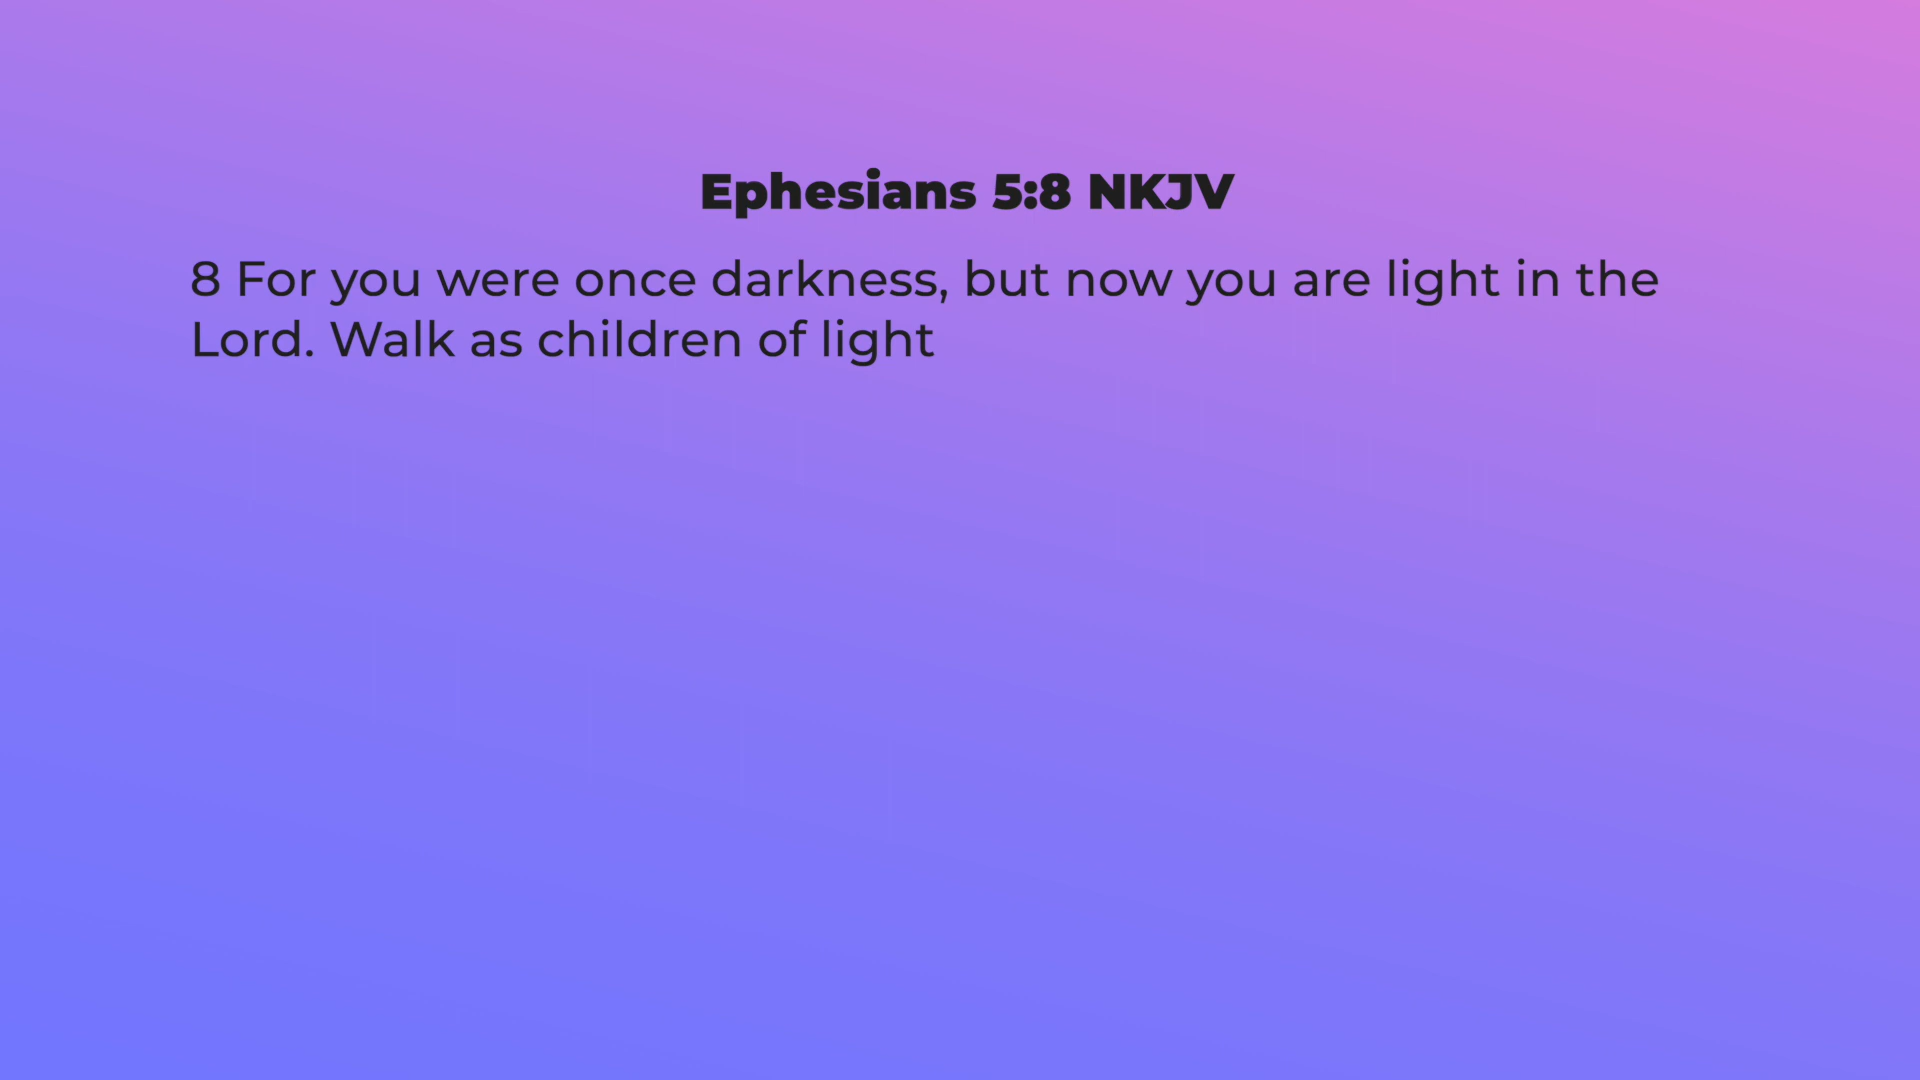 Ephesians 5:8 NKJV
8 For you were once darkness, but now you are light in the
Lord. Walk as children of light